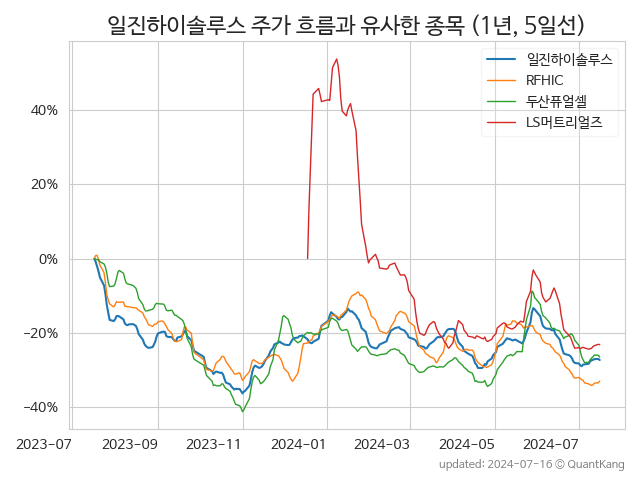 일진하이솔루스 주가 흐름과 유사한 종목 (1년, 5일선)
일진하이솔루스
RFHIC
두산퓨얼셀
LS머트리얼즈
40%
20%
0%
−20%
−40%
2023-07 2023-09 2023-11 2024-01 2024-03 2024-05 2024-07
updated: 2024-07-16 © QuantKang